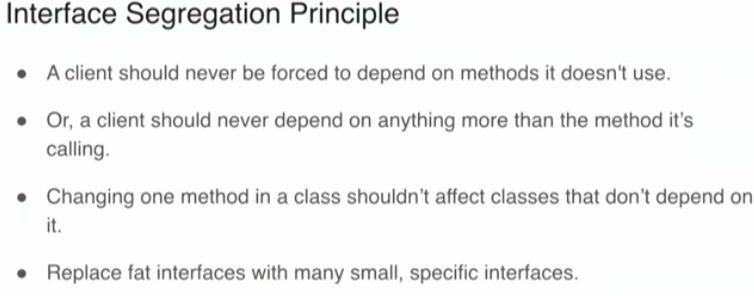 Interface Segregation Principle
● A client should never be forced to depend on methods it doesn't use.
● Or, a client should never depend on anything more than the method it's
calling.
● Changing one method in a class shouldn't affect classes that don't depend on
it.
● Replace fat interfaces with many small, specific interfaces.